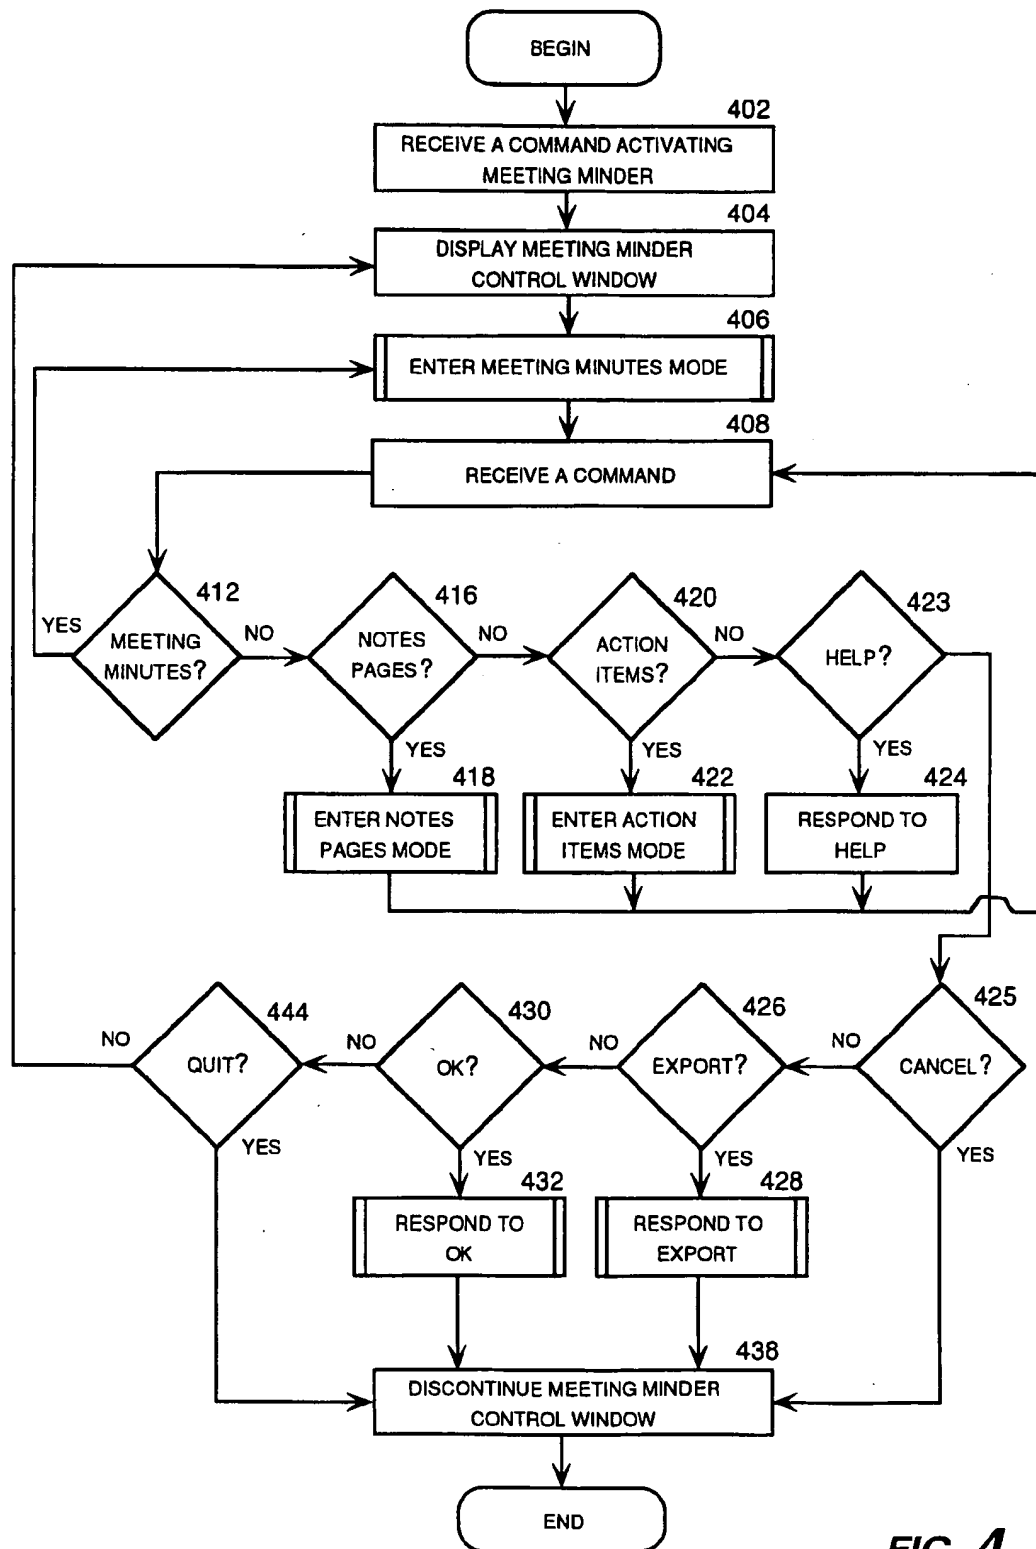 BEGIN
402
RECEIVE A COMMAND ACTIVATING
MEETING MINDER
404
DISPLAY MEETING MINDER
CONTROL WINDOW
406
ENTER MEETING MINUTES MODE
408
RECEIVE A COMMAND
412
MEETING
MINUTES?
YES
NO
416
NOTES
PAGES?
NO
YES
420
ACTION
ITEMS?
NO
YES
423
HELP?
YES
418
ENTER NOTES
PAGES MODE
422
ENTER ACTION
ITEMS MODE
424
RESPOND TO
HELP
444
QUIT?
NO
YES
430
OK?
NO
YES
426
EXPORT?
NO
YES
425
CANCEL?
NO
YES
432
RESPOND TO
OK
428
RESPOND TO
EXPORT
438
DISCONTINUE MEETING MINDER
CONTROL WINDOW
END
FIG. 4